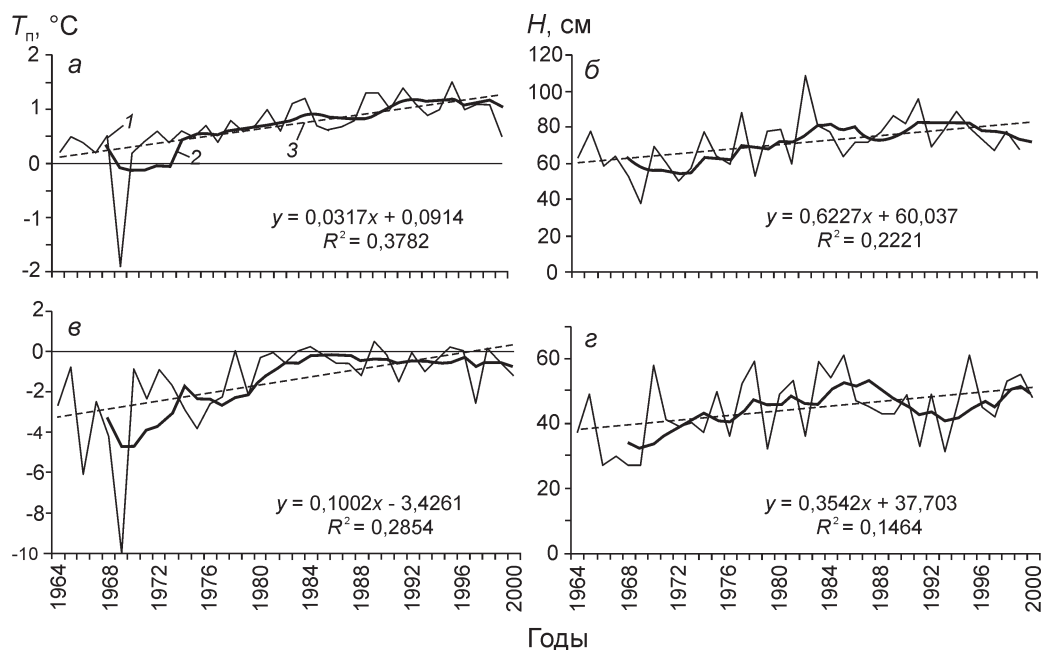 Tп, °C
H, см
2
1
0
-1
-2
а
1
2
3
y = 0,0317x + 0,0914
R² = 0,3782
120
100
80
60
40
20
0
б
y = 0,6227x + 60,037
R² = 0,2221
2
0
-2
-4
-6
-8
-10
в
y = 0,1002x - 3,4261
R² = 0,2854
60
40
20
0
г
y = 0,3542x + 37,703
R² = 0,1464
1964 1968 1972 1976 1980 1984 1988 1992 1996 2000
1964 1968 1972 1976 1980 1984 1988 1992 1996 2000
Годы